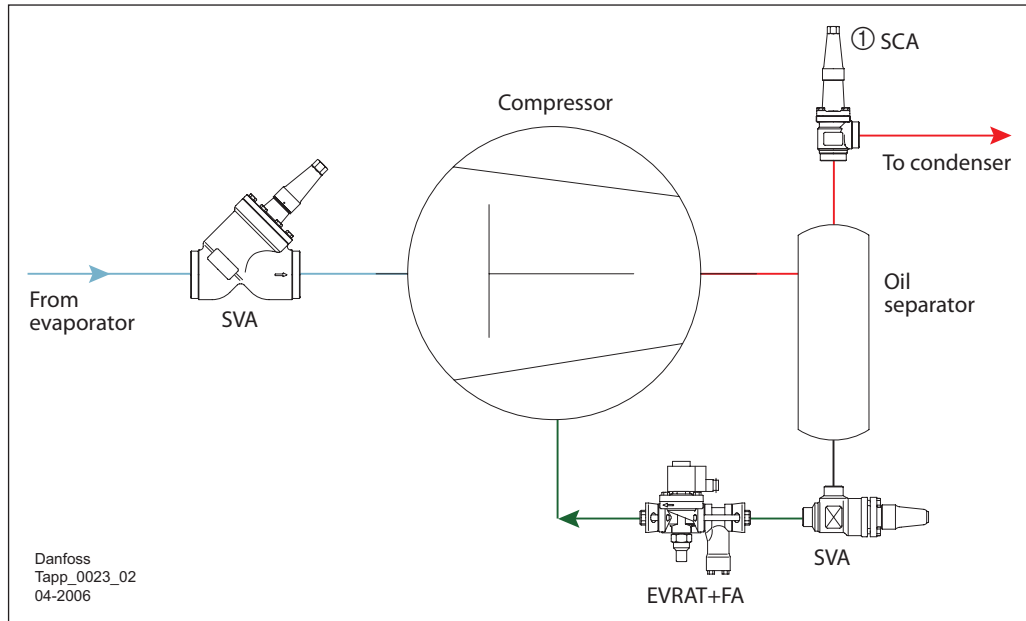 ① SCA
Compressor
To condenser
From
evaporator
SVA
Oil
separator
SVA
EVRAT+FA
Danfoss
Tapp_0023_02
04-2006